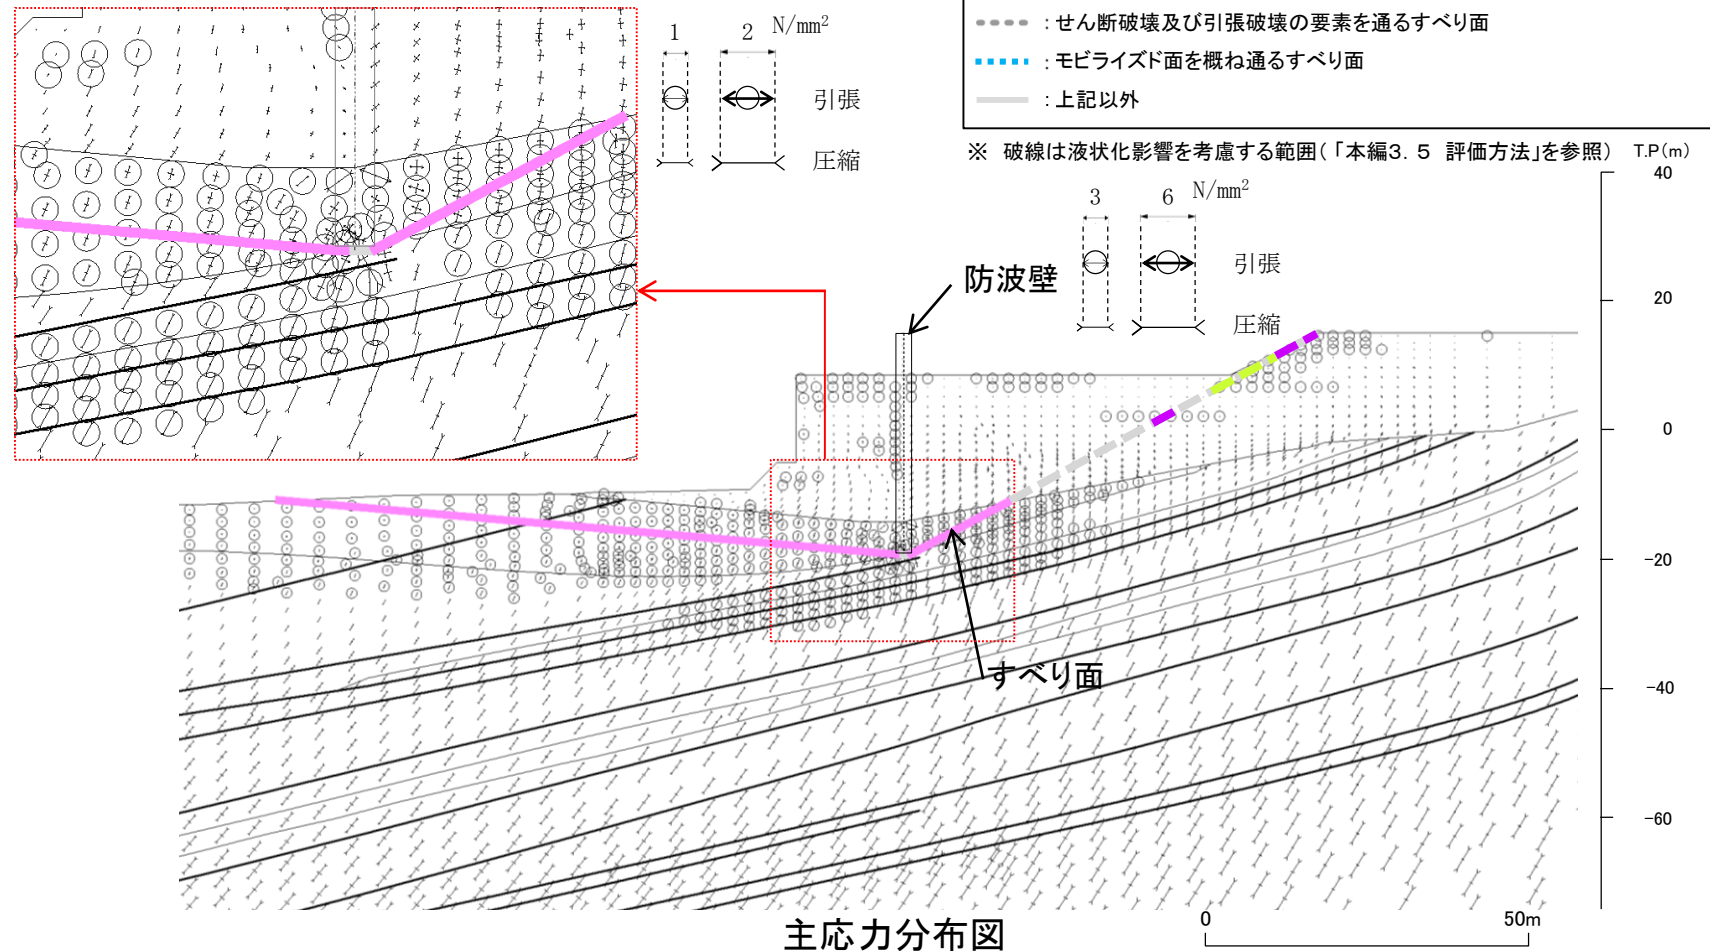 ：せん断破壊及び引張破壊の要素を通るすべり面
：モビライズド面を概ね通るすべり面
：上記以外
※ 破線は液状化影響を考慮する範囲（「本編3．5 評価方法」を参照）
1 2 N/mm²
引張
圧縮
3 6 N/mm²
引張
圧縮
防波壁
すべり面
T.P(m)
40
20
0
-20
-40
-60
0 50m
主応力分布図